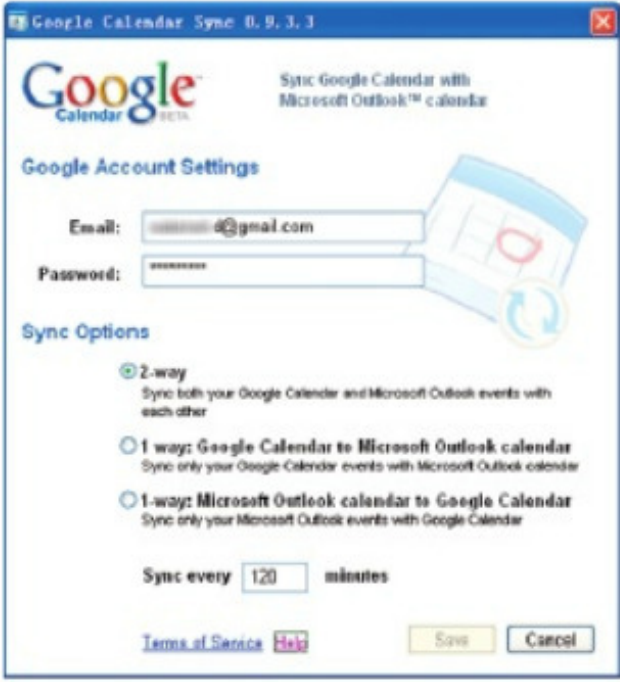 Google Calendar Sync 0.9.3.3
Google
Calendar BETA
Sync Google Calendar with
Microsoft Outlook™ calendar
Google Account Settings
Email: d@gmail.com
Password: *********
Sync Options
2-way
Sync both your Google Calendar and Microsoft Outlook events with
each other
1 way: Google Calendar to Microsoft Outlook calendar
Sync only your Google Calendar events with Microsoft Outlook calendar
1-way: Microsoft Outlook calendar to Google Calendar
Sync only your Microsoft Outlook events with Google Calendar
Sync every 120 minutes
Terms of Service Help Save Cancel